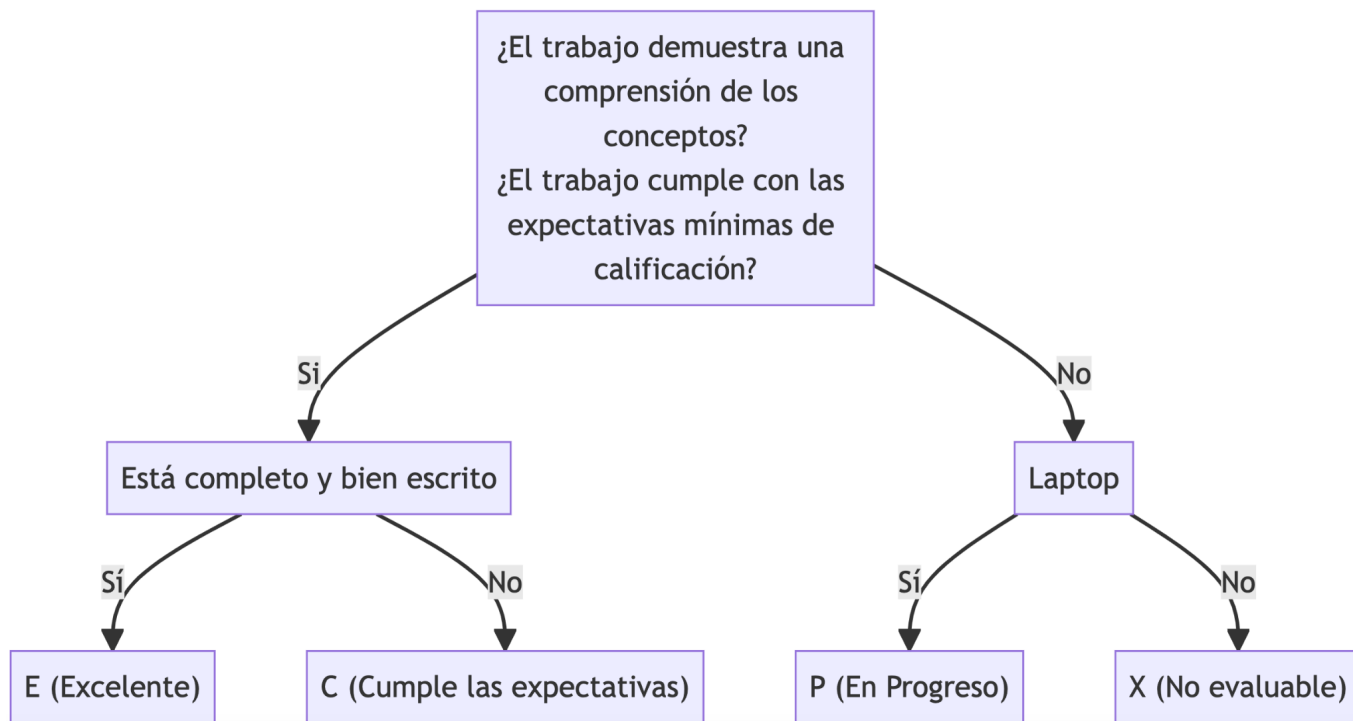 ¿El trabajo demuestra una
comprensión de los
conceptos?
¿El trabajo cumple con las
expectativas mínimas de
calificación?
Si
No
Está completo y bien escrito
Laptop
Sí
No
Sí
No
E (Excelente)
C (Cumple las expectativas)
P (En Progreso)
X (No evaluable)